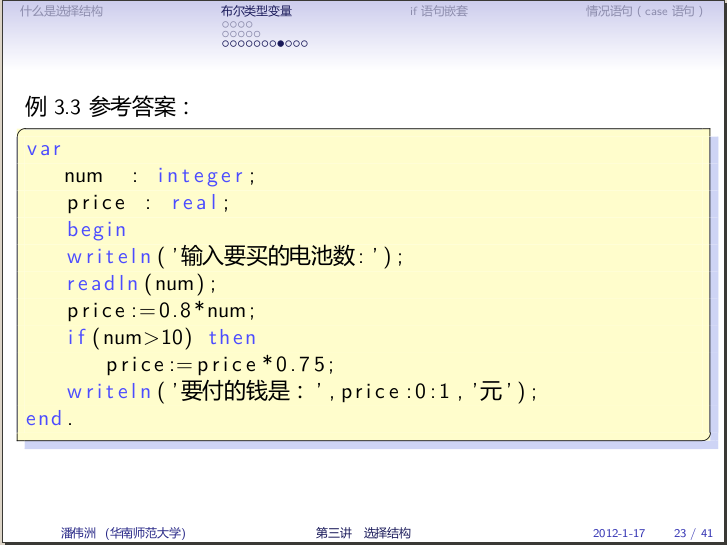 什么是选择结构 布尔类型变量 if 语句嵌套 情况语句（case 语句）
例 3.3 参考答案：
var
num : integer;
price : real;
begin
writeln('输入要买的电池数:');
readln(num);
price:=0.8*num;
if(num>10) then
price:=price*0.75;
writeln('要付的钱是：',price:0:1,'元');
end.
潘伟洲 (华南师范大学) 第三讲 选择结构 2012-1-17 23 / 41